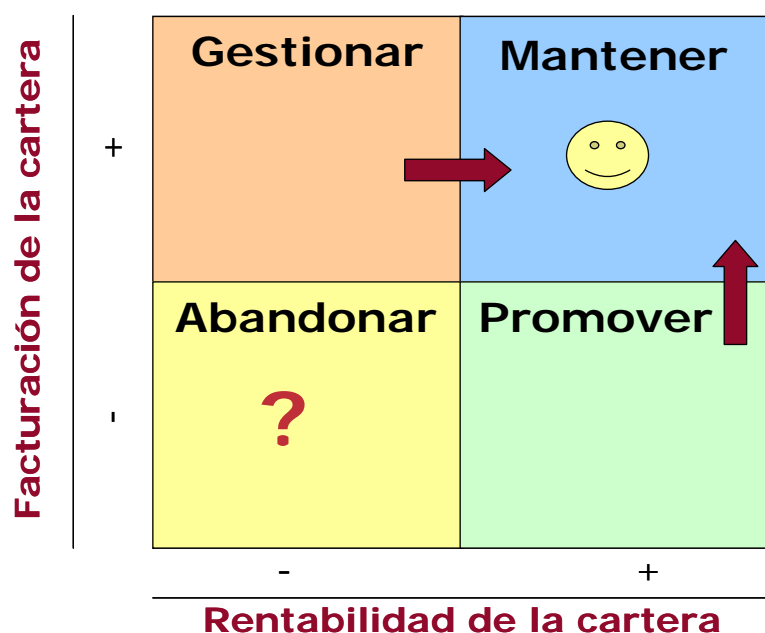 Gestionar
Mantener
Facturación de la cartera
+
Abandonar
Promover
?
-
-
+
Rentabilidad de la cartera